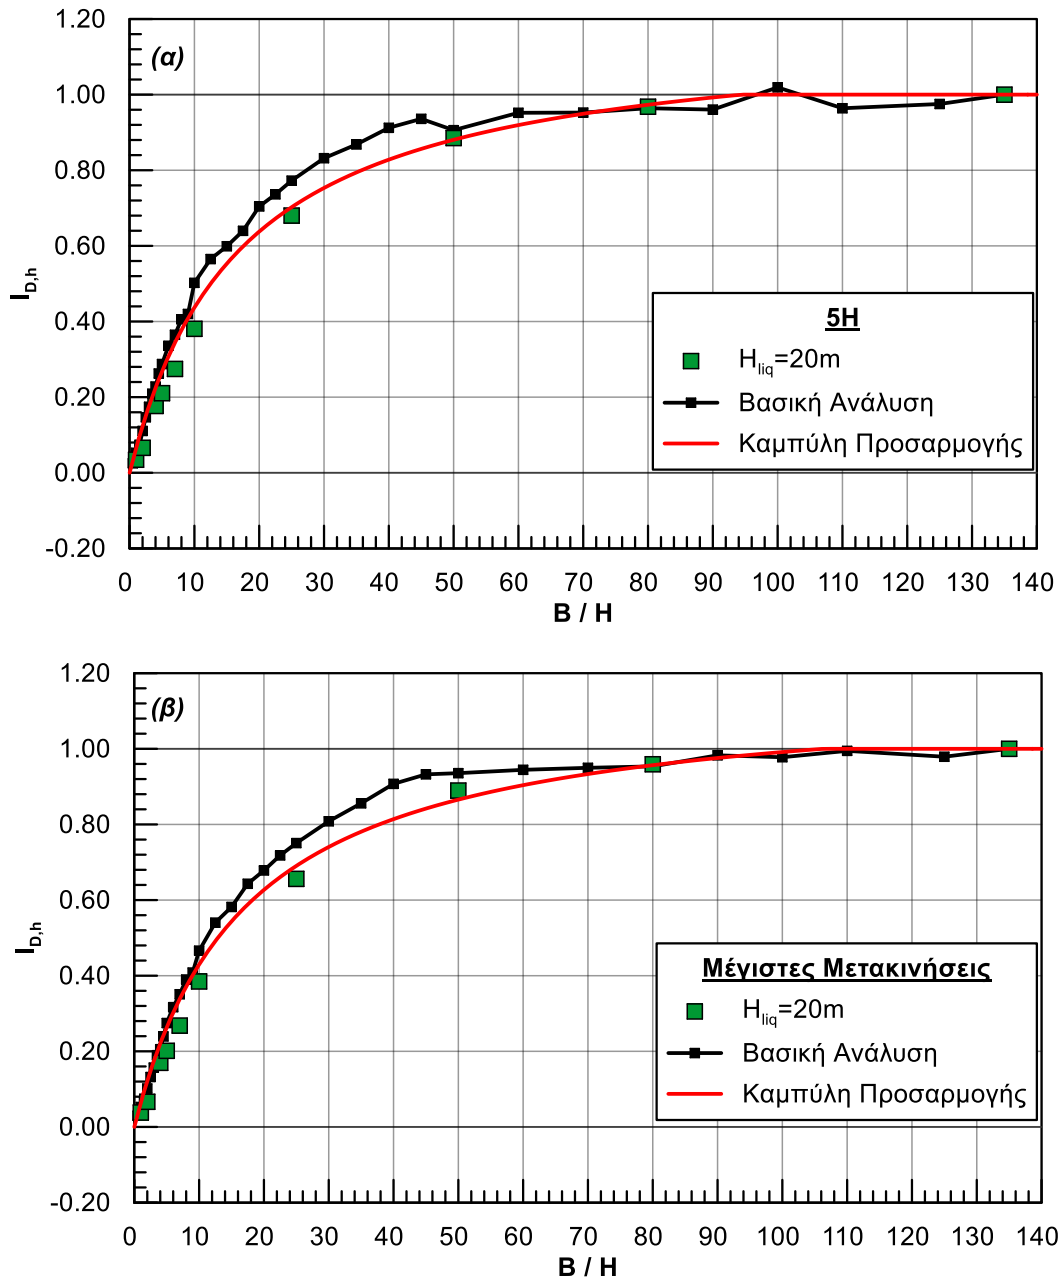 1.20
(α)
1.00
0.80
0.60
0.40
0.20
0.00
-0.20
I_D,h
5H
H_liq=20m
Βασική Ανάλυση
Καμπύλη Προσαρμογής
0 10 20 30 40 50 60 70 80 90 100 110 120 130 140
B / H
1.20
(β)
1.00
0.80
0.60
0.40
0.20
0.00
-0.20
I_D,h
Μέγιστες Μετακινήσεις
H_liq=20m
Βασική Ανάλυση
Καμπύλη Προσαρμογής
0 10 20 30 40 50 60 70 80 90 100 110 120 130 140
B / H